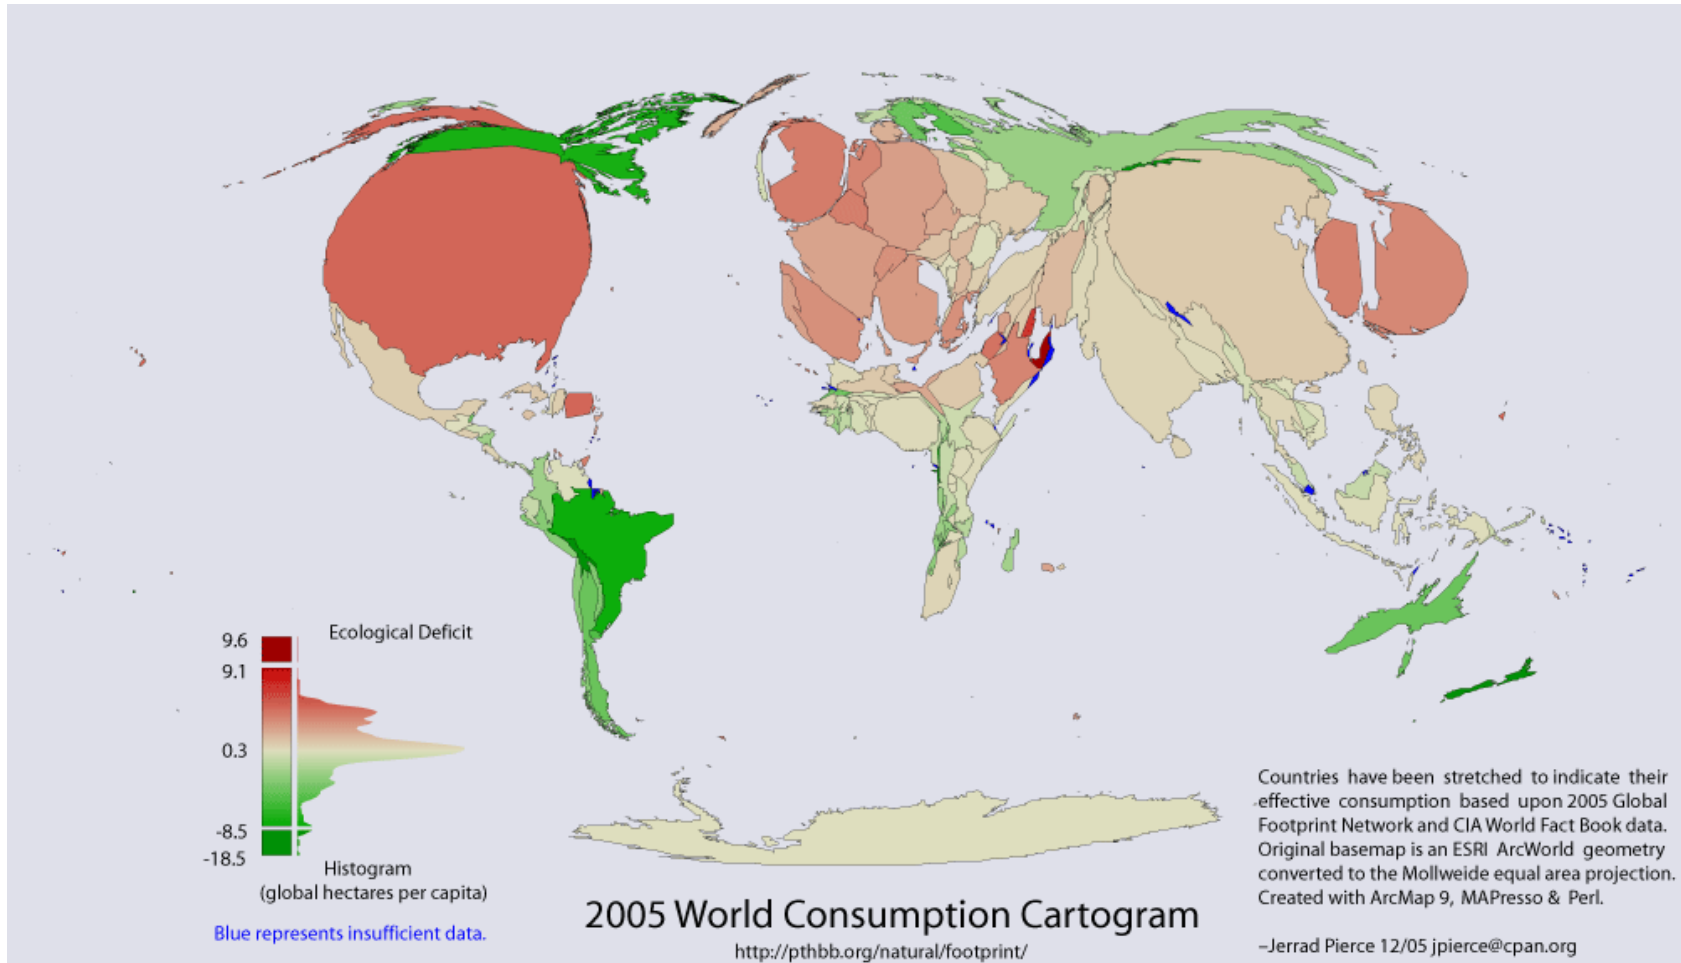 9.6
Ecological Deficit
9.1
0.3
-8.5
-18.5
Histogram
(global hectares per capita)
Blue represents insufficient data.
2005 World Consumption Cartogram
http://pthbb.org/natural/footprint/
Countries have been stretched to indicate their
effective consumption based upon 2005 Global
Footprint Network and CIA World Fact Book data.
Original basemap is an ESRI ArcWorld geometry
converted to the Mollweide equal area projection.
Created with ArcMap 9, MAPresso & Perl.
–Jerrad Pierce 12/05 jpierce@cpan.org